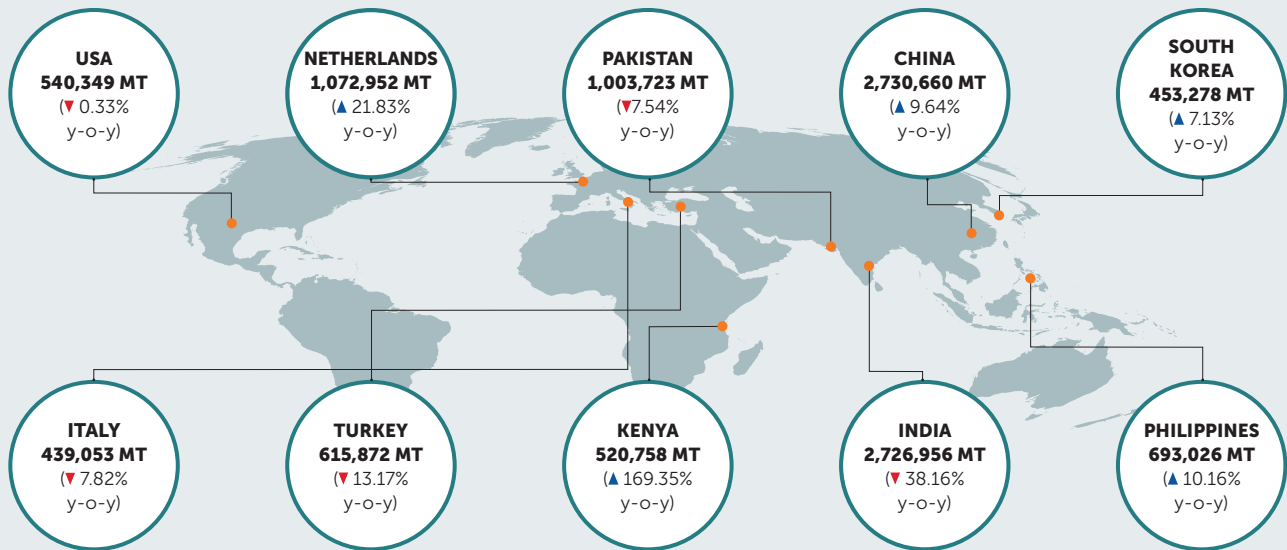 USA
540,349 MT
(▼ 0.33%
y-o-y)
NETHERLANDS
1,072,952 MT
(▲ 21.83%
y-o-y)
PAKISTAN
1,003,723 MT
(▼7.54%
y-o-y)
CHINA
2,730,660 MT
(▲ 9.64%
y-o-y)
SOUTH
KOREA
453,278 MT
(▲ 7.13%
y-o-y)
ITALY
439,053 MT
(▼ 7.82%
y-o-y)
TURKEY
615,872 MT
(▼ 13.17%
y-o-y)
KENYA
520,758 MT
(▲ 169.35%
y-o-y)
INDIA
2,726,956 MT
(▼ 38.16%
y-o-y)
PHILIPPINES
693,026 MT
(▲ 10.16%
y-o-y)